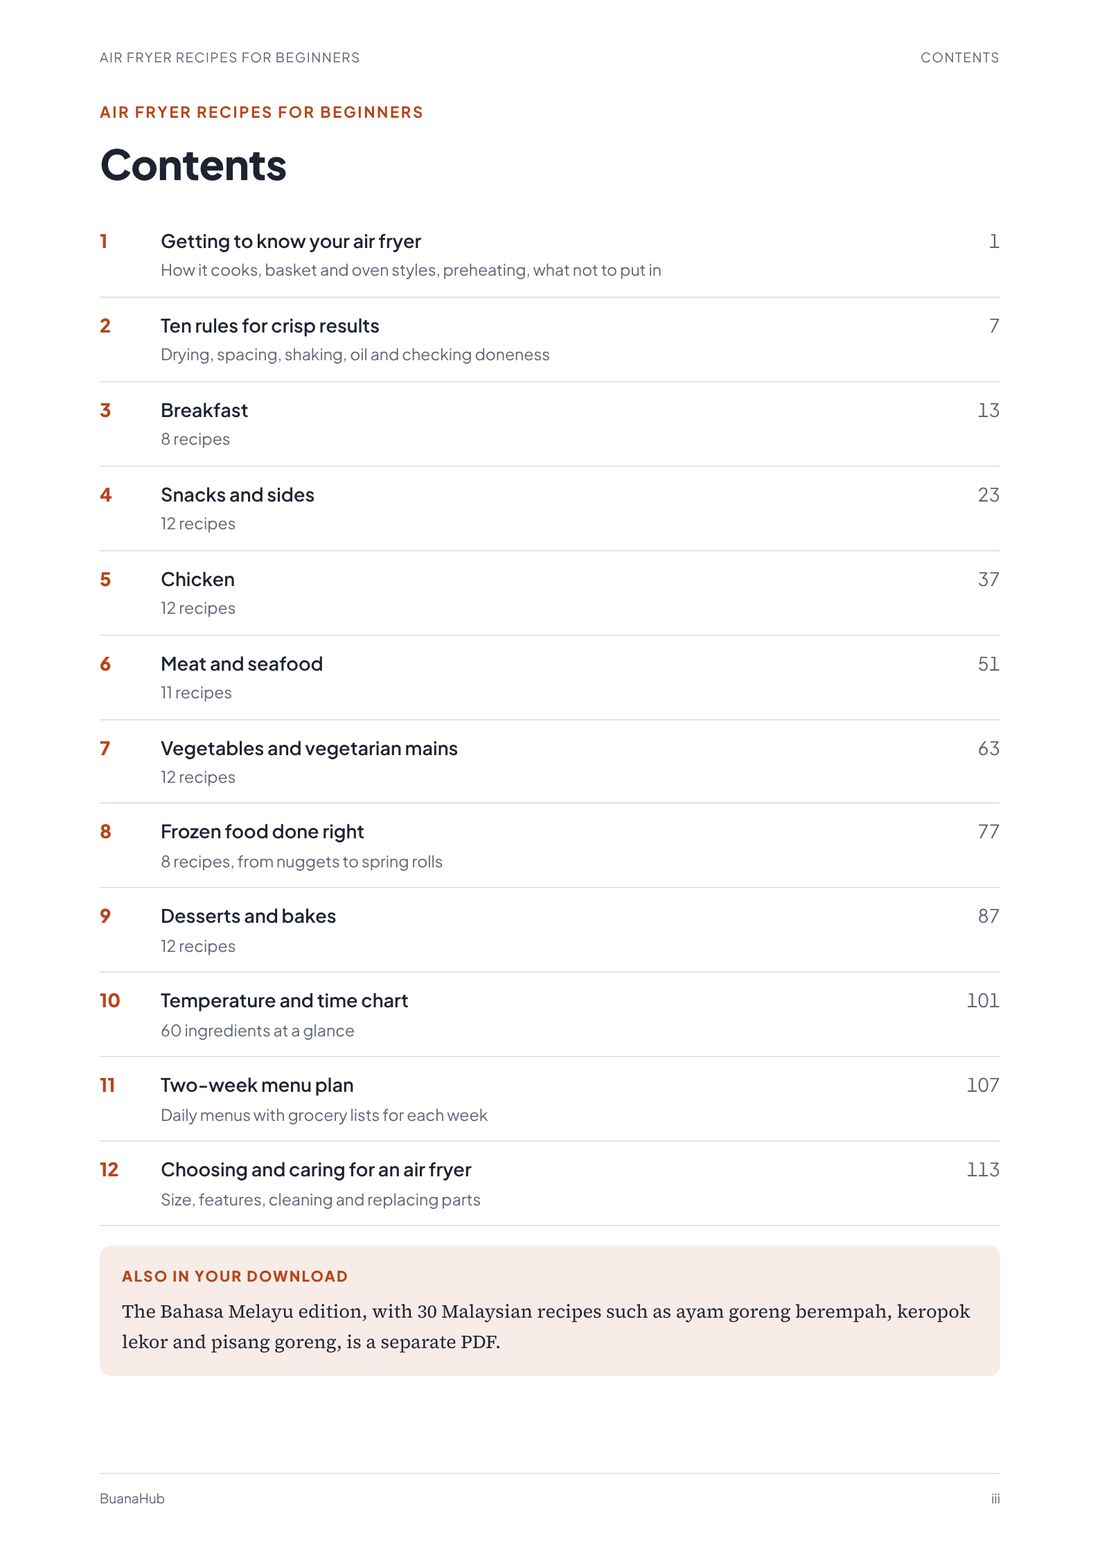 AIR FRYER RECIPES FOR BEGINNERS CONTENTS
AIR FRYER RECIPES FOR BEGINNERS
Contents
1 Getting to know your air fryer 1
How it cooks, basket and oven styles, preheating, what not to put in
2 Ten rules for crisp results 7
Drying, spacing, shaking, oil and checking doneness
3 Breakfast 13
8 recipes
4 Snacks and sides 23
12 recipes
5 Chicken 37
12 recipes
6 Meat and seafood 51
11 recipes
7 Vegetables and vegetarian mains 63
12 recipes
8 Frozen food done right 77
8 recipes, from nuggets to spring rolls
9 Desserts and bakes 87
12 recipes
10 Temperature and time chart 101
60 ingredients at a glance
11 Two-week menu plan 107
Daily menus with grocery lists for each week
12 Choosing and caring for an air fryer 113
Size, features, cleaning and replacing parts
ALSO IN YOUR DOWNLOAD
The Bahasa Melayu edition, with 30 Malaysian recipes such as ayam goreng berempah, keropok
lekor and pisang goreng, is a separate PDF.
BuanaHub iii